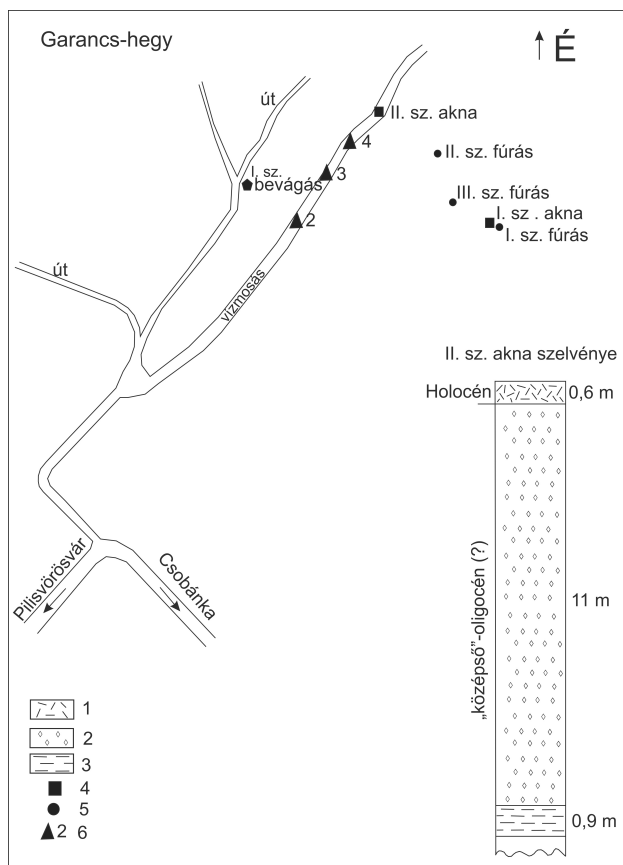 Garancs-hegy
É
út
II. sz. akna
4
II. sz. fúrás
I. sz.
bevágás
3
III. sz. fúrás
I. sz . akna
2
I. sz. fúrás
út
vízmosás
II. sz. akna szelvénye
Holocén
0,6 m
„középső”-oligocén (?)
11 m
0,9 m
Pilisvörösvár
Csobánka
1
2
3
4
5
2 6